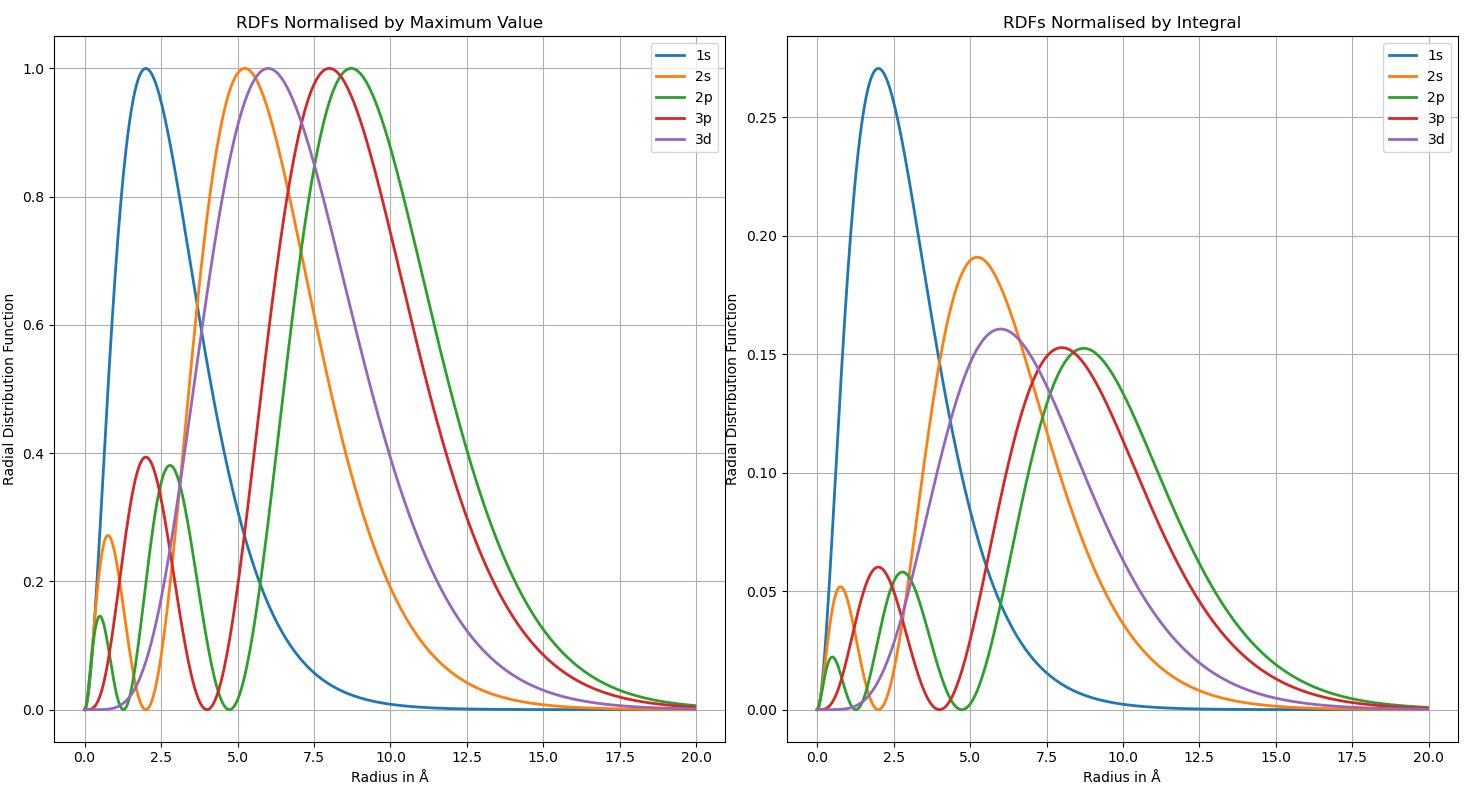 RDFs Normalised by Maximum Value
1s
2s
2p
3p
3d
1.0
0.8
0.6
0.4
0.2
0.0
Radial Distribution Function
0.0 2.5 5.0 7.5 10.0 12.5 15.0 17.5 20.0
Radius in Å
RDFs Normalised by Integral
1s
2s
2p
3p
3d
0.25
0.20
0.15
0.10
0.05
0.00
Radial Distribution Function
0.0 2.5 5.0 7.5 10.0 12.5 15.0 17.5 20.0
Radius in Å